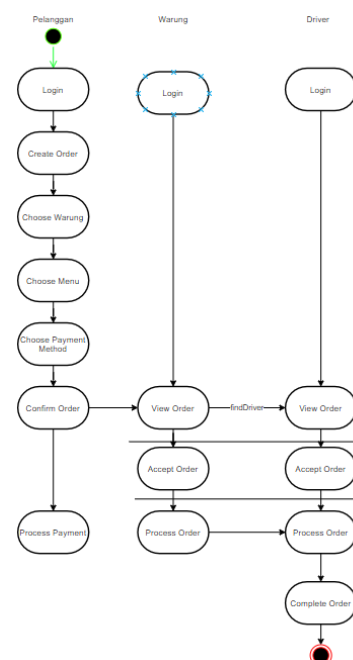 Pelanggan Warung Driver
Login Login Login
Create Order
Choose Warung
Choose Menu
Choose Payment
Method
Confirm Order View Order findDriver View Order
Accept Order Accept Order
Process Payment Process Order Process Order
Complete Order